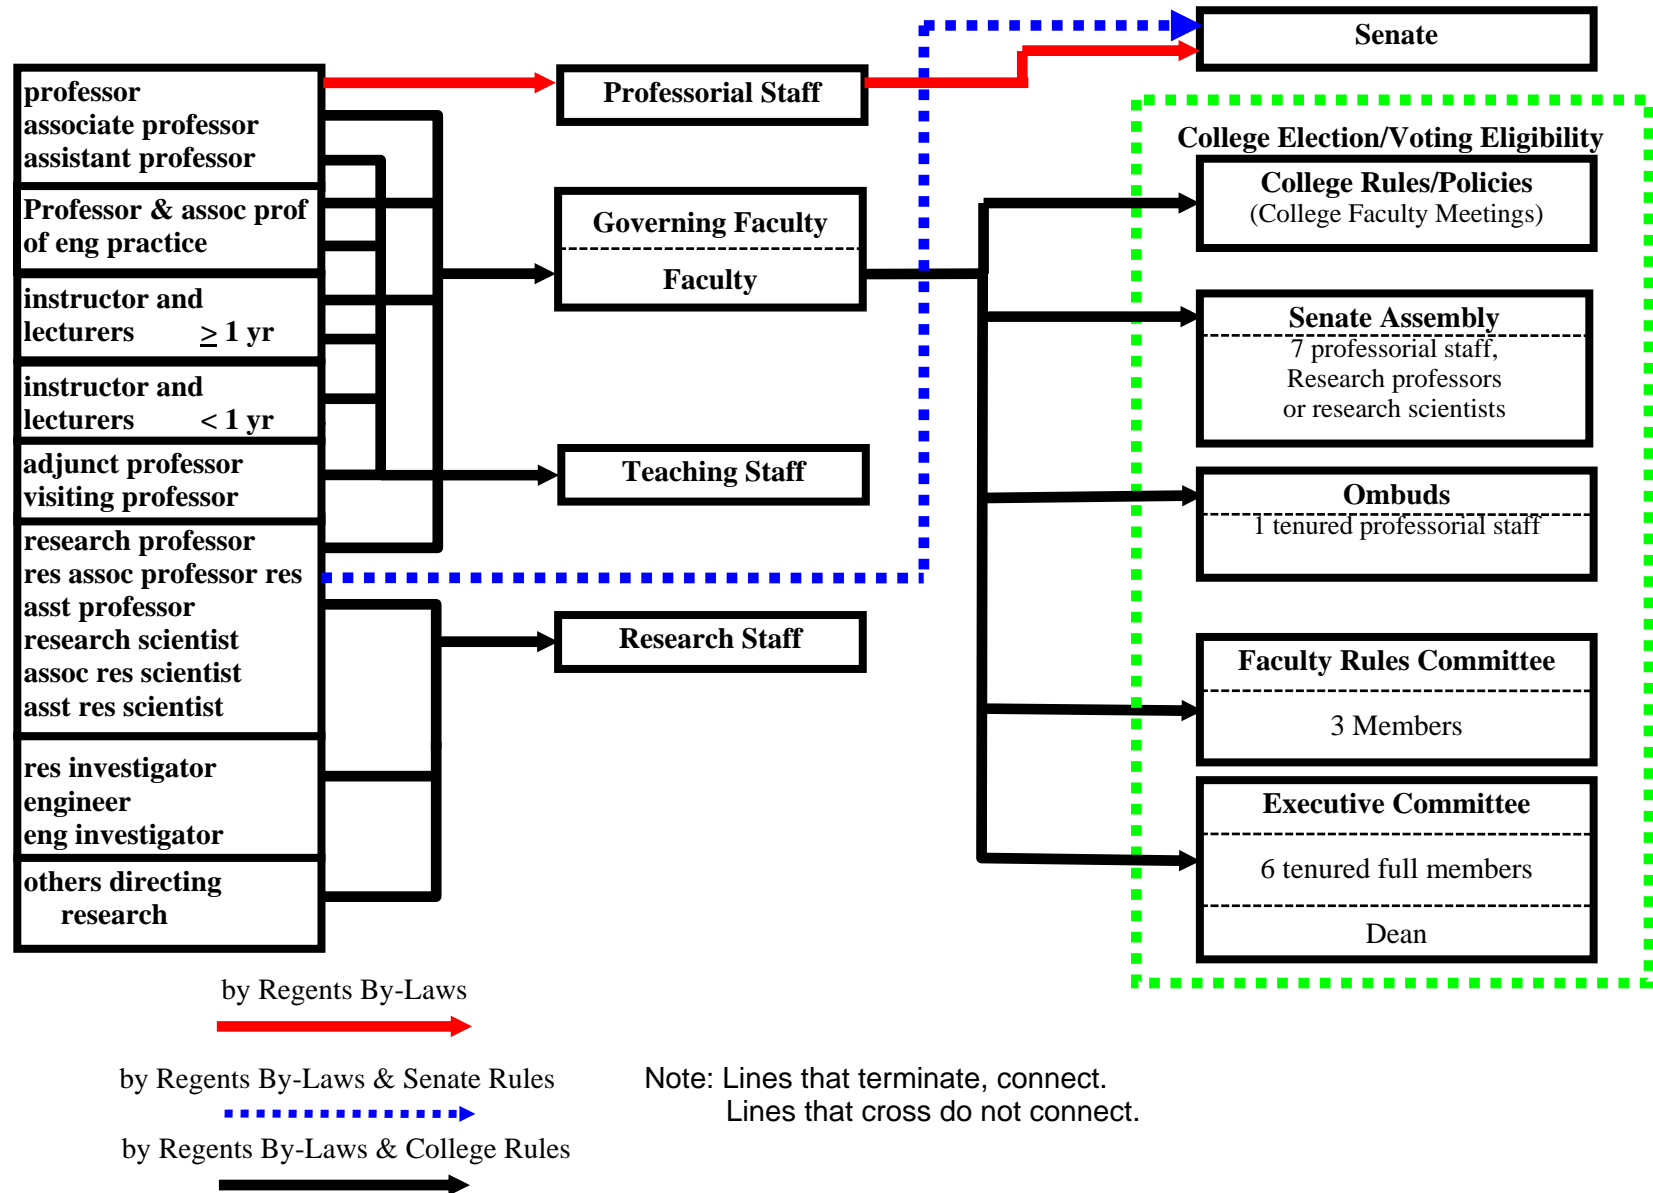 professor
associate professor
assistant professor
Professor & assoc prof
of eng practice
instructor and
lecturers ≥ 1 yr
instructor and
lecturers < 1 yr
adjunct professor
visiting professor
research professor
res assoc professor res
asst professor
research scientist
assoc res scientist
asst res scientist
res investigator
engineer
eng investigator
others directing
research
Professorial Staff
Governing Faculty
Faculty
Teaching Staff
Research Staff
Senate
College Election/Voting Eligibility
College Rules/Policies
(College Faculty Meetings)
Senate Assembly
7 professorial staff,
Research professors
or research scientists
Ombuds
1 tenured professorial staff
Faculty Rules Committee
3 Members
Executive Committee
6 tenured full members
Dean
by Regents By-Laws
by Regents By-Laws & Senate Rules
by Regents By-Laws & College Rules
Note: Lines that terminate, connect.
Lines that cross do not connect.